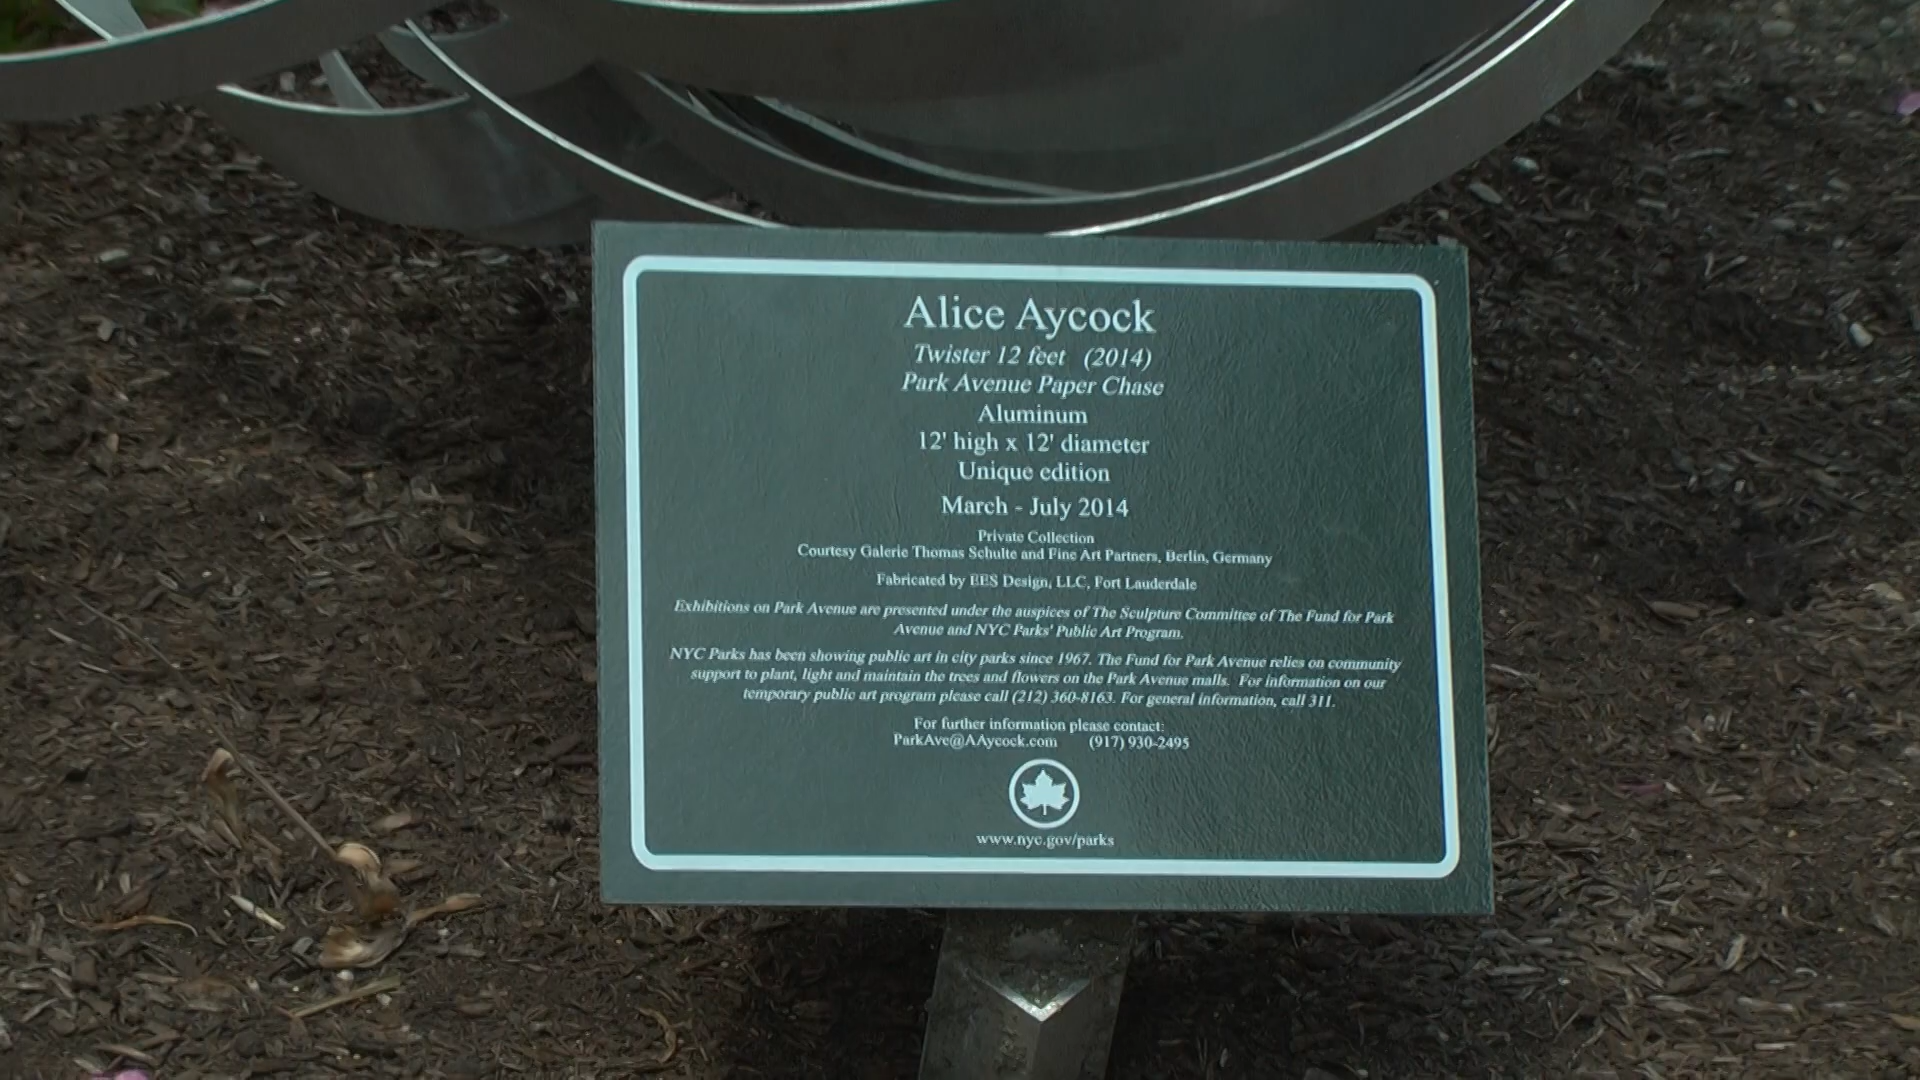 Alice Aycock
Twister 12 feet (2014)
Park Avenue Paper Chase
Aluminum
12' high x 12' diameter
Unique edition
March - July 2014
Private Collection
Courtesy Galerie Thomas Schulte and Fine Art Partners, Berlin, Germany
Fabricated by EES Design, LLC, Fort Lauderdale
Exhibitions on Park Avenue are presented under the auspices of The Sculpture Committee of The Fund for Park
Avenue and NYC Parks' Public Art Program.
NYC Parks has been showing public art in city parks since 1967. The Fund for Park Avenue relies on community
support to plant, light and maintain the trees and flowers on the Park Avenue malls. For information on our
temporary public art program please call (212) 360-8163. For general information, call 311.
For further information please contact:
ParkAve@AAycock.com (917) 930-2495
www.nyc.gov/parks